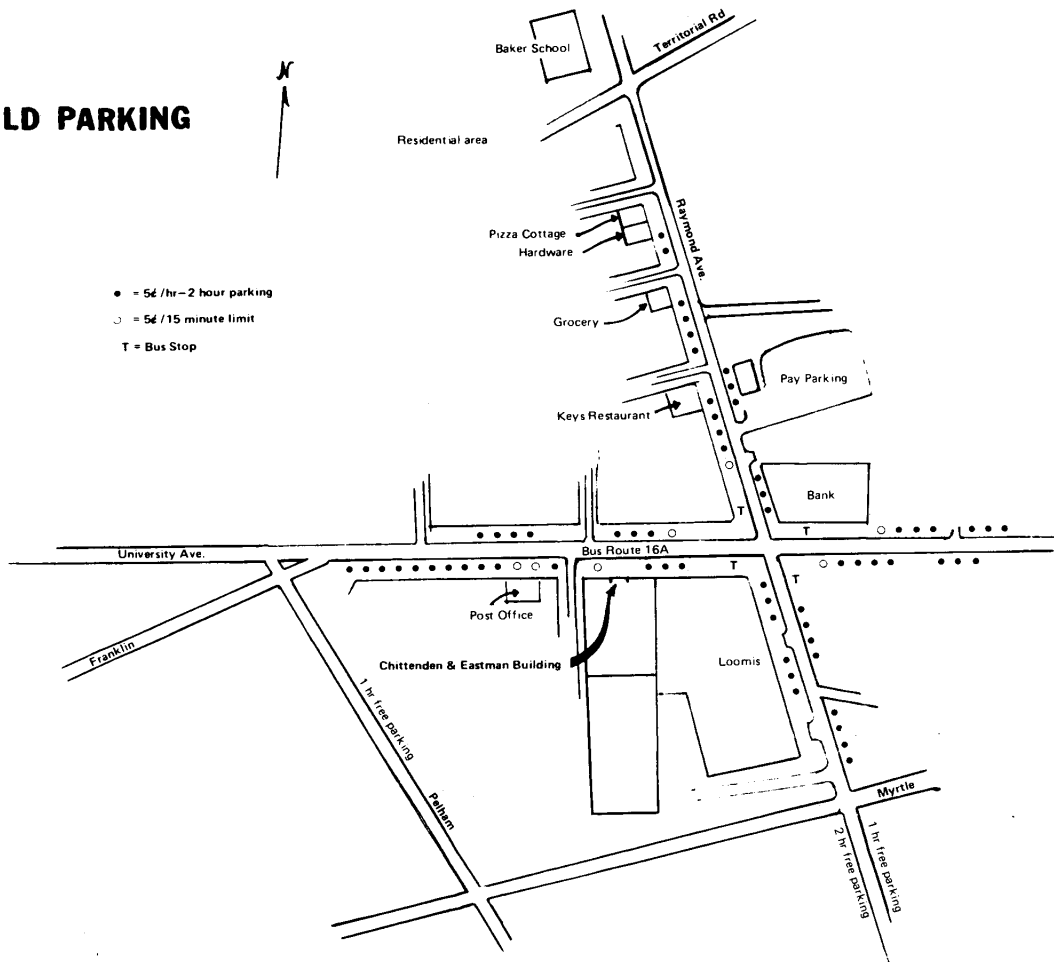 Baker School
Territorial Rd
N
LD PARKING
Residential area
Raymond Ave.
Pizza Cottage
Hardware
● = 5¢/hr–2 hour parking
○ = 5¢/15 minute limit
T = Bus Stop
Grocery
Pay Parking
Keys Restaurant
Bank
T
T
University Ave.
Bus Route 16A
T
T
Post Office
Franklin
Chittenden & Eastman Building
Loomis
1 hr free parking
Pelham
Myrtle
2 hr free parking
1 hr free parking